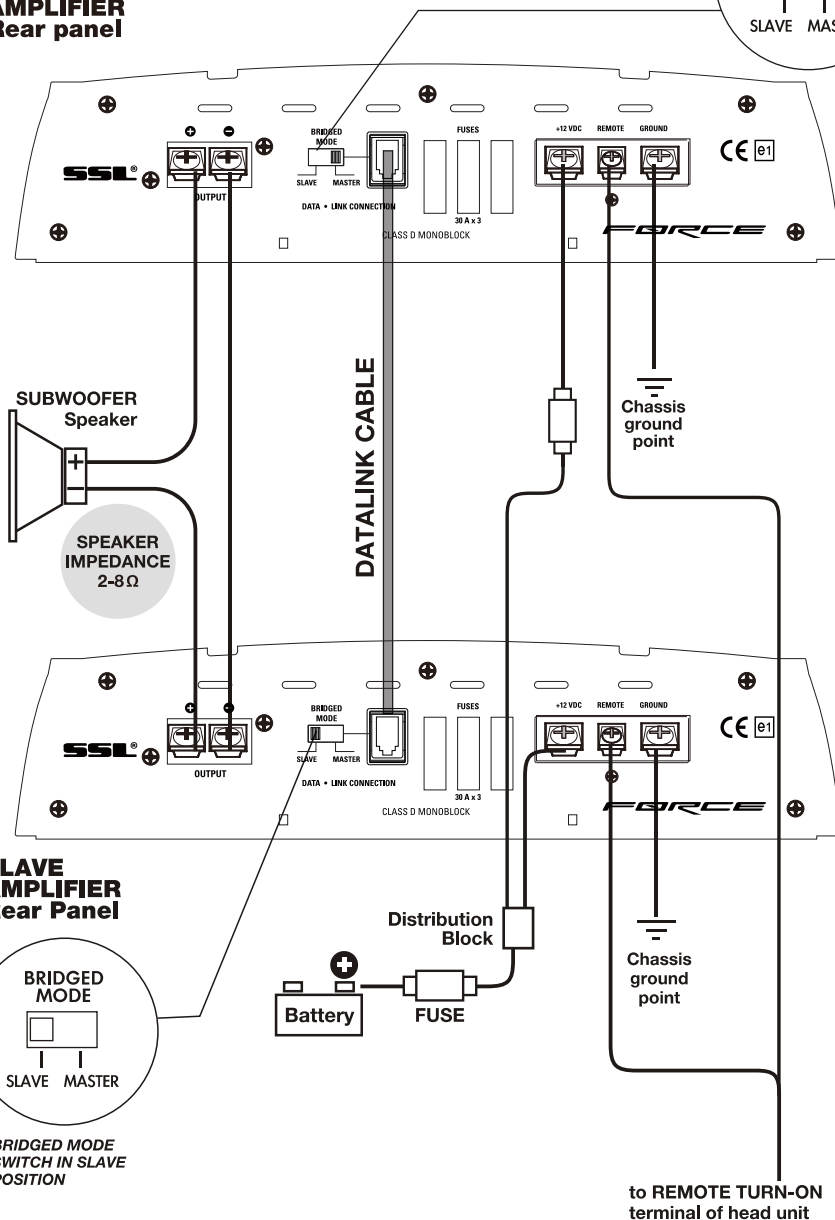 AMPLIFIER
Rear panel
SLAVE MAS
+12 VDC REMOTE GROUND
FUSES
BRIDGED
MODE
CE e1
SSL®
SLAVE MASTER
OUTPUT
DATA • LINK CONNECTION
30 A x 3
CLASS D MONOBLOCK
FORCE
SUBWOOFER
Speaker
DATALINK CABLE
Chassis
ground
point
SPEAKER
IMPEDANCE
2-8Ω
+12 VDC REMOTE GROUND
FUSES
BRIDGED
MODE
CE e1
SSL®
SLAVE MASTER
OUTPUT
DATA • LINK CONNECTION
30 A x 3
CLASS D MONOBLOCK
FORCE
SLAVE
AMPLIFIER
Rear Panel
Distribution
Block
Chassis
ground
point
BRIDGED
MODE
Battery
FUSE
SLAVE MASTER
BRIDGED MODE
SWITCH IN SLAVE
POSITION
to REMOTE TURN-ON
terminal of head unit